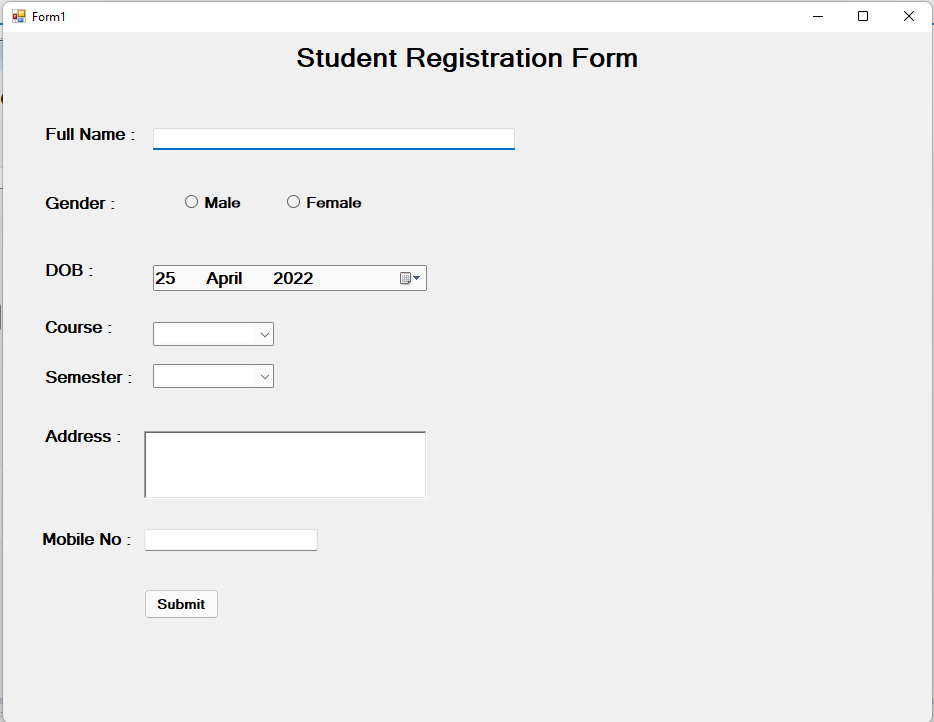 Form1
Student Registration Form
Full Name :
Gender : Male Female
DOB : 25 April 2022
Course :
Semester :
Address :
Mobile No :
Submit